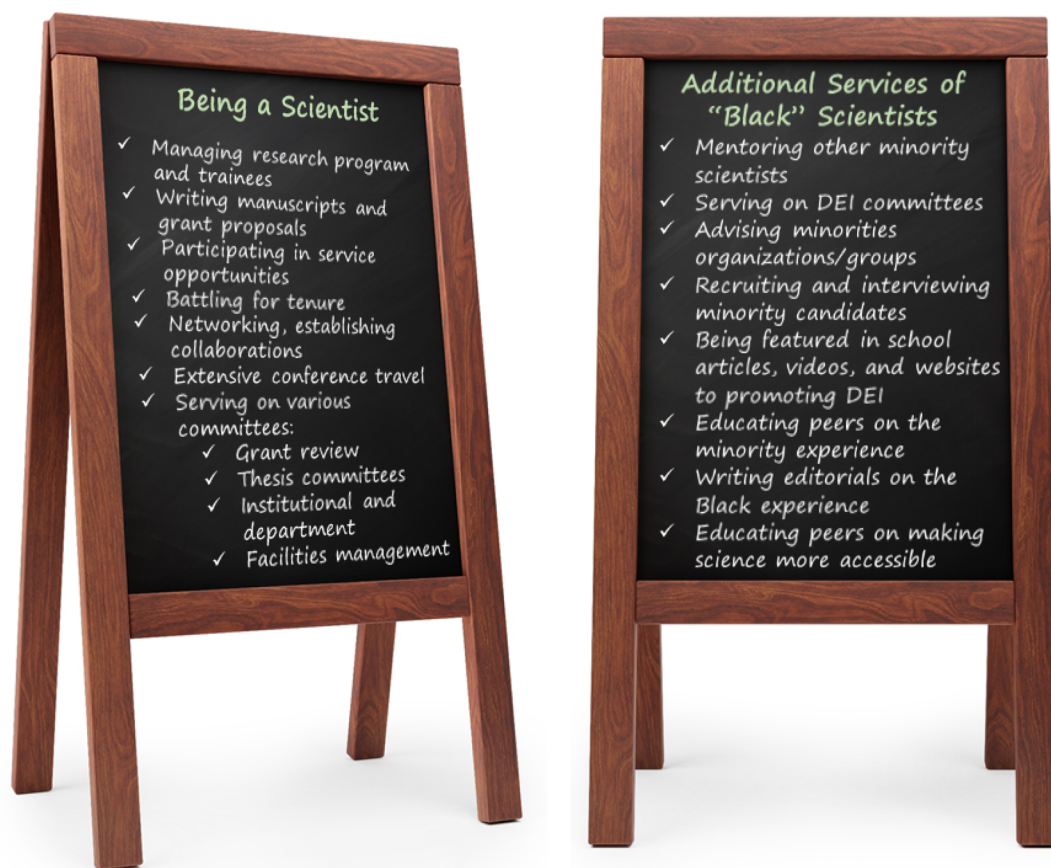 Being a Scientist
✓ Managing research program
and trainees
✓ Writing manuscripts and
grant proposals
✓ Participating in service
opportunities
✓ Battling for tenure
✓ Networking, establishing
collaborations
✓ Extensive conference travel
✓ Serving on various
committees:
✓ Grant review
✓ Thesis committees
✓ Institutional and
department
✓ Facilities management
Additional Services of
“Black” Scientists
✓ Mentoring other minority
scientists
✓ Serving on DEI committees
✓ Advising minorities
organizations/groups
✓ Recruiting and interviewing
minority candidates
✓ Being featured in school
articles, videos, and websites
to promoting DEI
✓ Educating peers on the
minority experience
✓ Writing editorials on the
Black experience
✓ Educating peers on making
science more accessible